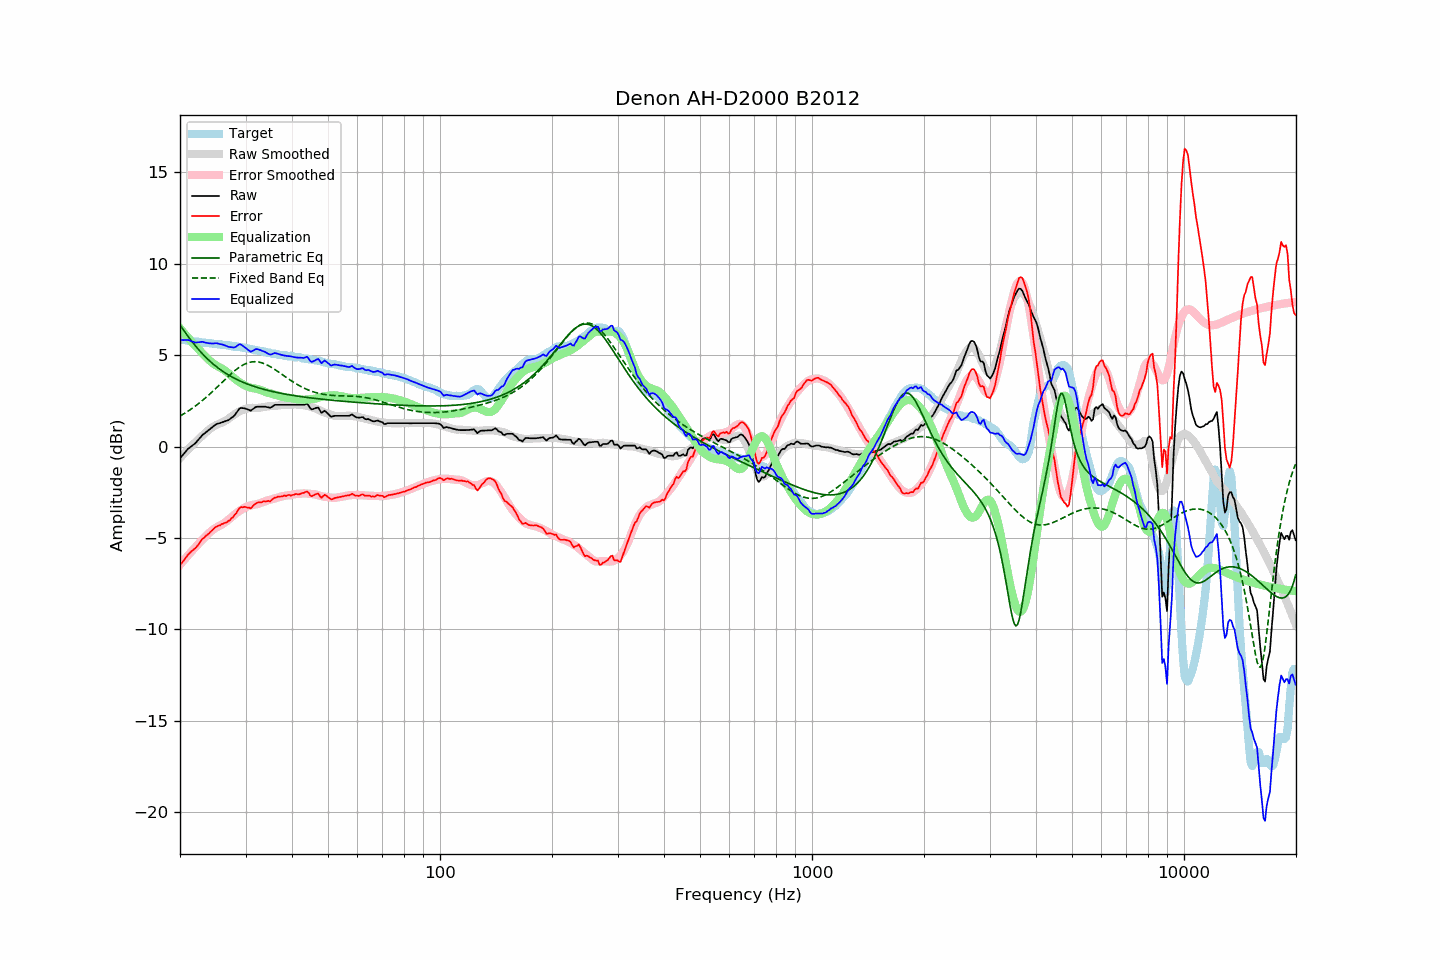 Denon AH-D2000 B2012
Target
Raw Smoothed
Error Smoothed
Raw
Error
Equalization
Parametric Eq
Fixed Band Eq
Equalized
15
10
5
0
−5
−10
−15
−20
Amplitude (dBr)
100
1000
10000
Frequency (Hz)